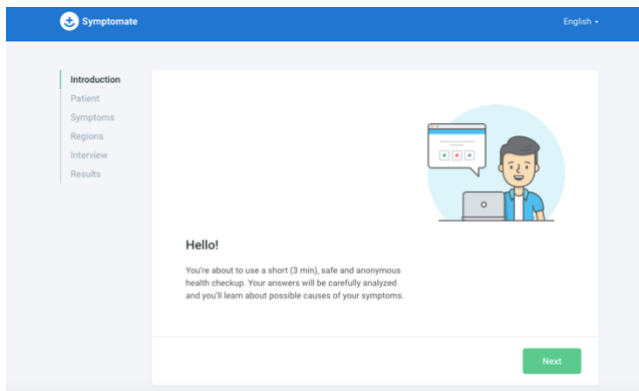 Symptomate
English
Introduction
Patient
Symptoms
Regions
Interview
Results
Hello!
You're about to use a short (3 min), safe and anonymous
health checkup. Your answers will be carefully analyzed
and you'll learn about possible causes of your symptoms.
Next